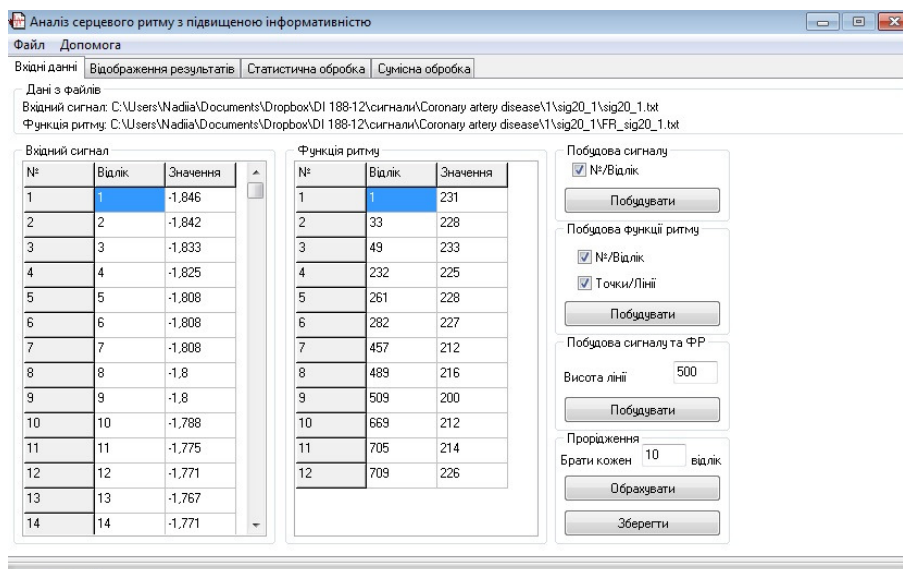 Аналіз серцевого ритму з підвищеною інформативністю
Файл Допомога
Вхідні данні Відображення результатів Статистична обробка Сумісна обробка
Дані з файлів
Вхідний сигнал: C:\Users\Nadiia\Documents\Dropbox\DI 188-12\сигнали\Coronary artery disease\1\sig20_1\sig20_1.txt
Функція ритму: C:\Users\Nadiia\Documents\Dropbox\DI 188-12\сигнали\Coronary artery disease\1\sig20_1\FR_sig20_1.txt
Вхідний сигнал
№ Відлік Значення
1 1 -1,846
2 2 -1,842
3 3 -1,833
4 4 -1,825
5 5 -1,808
6 6 -1,808
7 7 -1,808
8 8 -1,8
9 9 -1,8
10 10 -1,788
11 11 -1,775
12 12 -1,771
13 13 -1,767
14 14 -1,771
Функція ритму
№ Відлік Значення
1 1 231
2 33 228
3 49 233
4 232 225
5 261 228
6 282 227
7 457 212
8 489 216
9 509 200
10 669 212
11 705 214
12 709 226
Побудова сигналу
№/Відлік
Побудувати
Побудова функції ритму
№/Відлік
Точки/Лінії
Побудувати
Побудова сигналу та ФР
Висота лінії 500
Побудувати
Прорідження
Брати кожен 10 відлік
Обрахувати
Зберегти